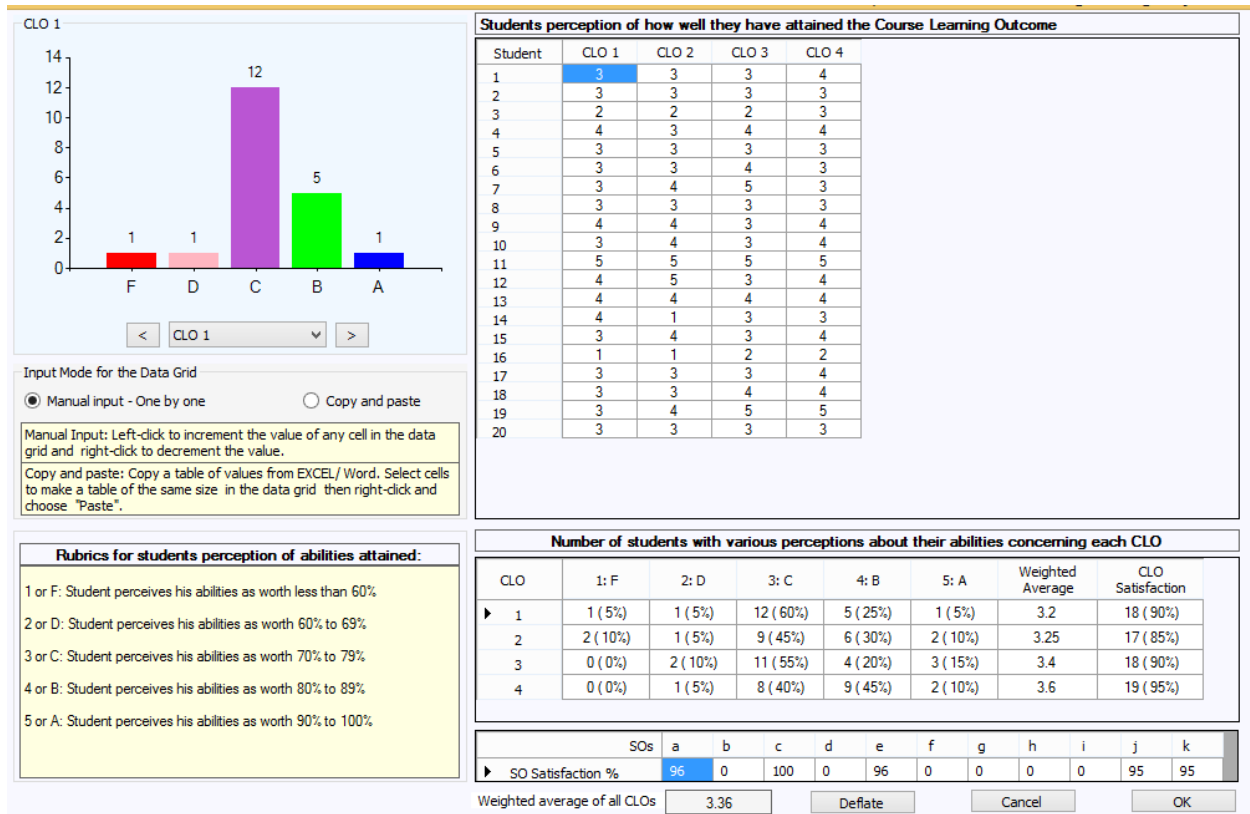 CLO 1
14
12
10
8
6
4
2
0
1
1
12
5
1
F D C B A
< CLO 1 >
Input Mode for the Data Grid
Manual input - One by one Copy and paste
Manual Input: Left-click to increment the value of any cell in the data
grid and right-click to decrement the value.
Copy and paste: Copy a table of values from EXCEL/ Word. Select cells
to make a table of the same size in the data grid then right-click and
choose "Paste".
Rubrics for students perception of abilities attained:
1 or F: Student perceives his abilities as worth less than 60%
2 or D: Student perceives his abilities as worth 60% to 69%
3 or C: Student perceives his abilities as worth 70% to 79%
4 or B: Student perceives his abilities as worth 80% to 89%
5 or A: Student perceives his abilities as worth 90% to 100%
Students perception of how well they have attained the Course Learning Outcome
Student CLO 1 CLO 2 CLO 3 CLO 4
1 3 3 3 4
2 3 3 3 3
3 2 2 2 3
4 4 3 4 4
5 3 3 3 3
6 3 3 4 3
7 3 4 5 3
8 3 3 3 3
9 4 4 3 4
10 3 4 3 4
11 5 5 5 5
12 4 5 3 4
13 4 4 4 4
14 4 1 3 3
15 3 4 3 4
16 1 1 2 2
17 3 3 3 4
18 3 3 4 4
19 3 4 5 5
20 3 3 3 3
Number of students with various perceptions about their abilities concerning each CLO
CLO 1: F 2: D 3: C 4: B 5: A Weighted Average CLO Satisfaction
1 1 ( 5%) 1 ( 5%) 12 ( 60%) 5 ( 25%) 1 ( 5%) 3.2 18 ( 90%)
2 2 ( 10%) 1 ( 5%) 9 ( 45%) 6 ( 30%) 2 ( 10%) 3.25 17 ( 85%)
3 0 ( 0%) 2 ( 10%) 11 ( 55%) 4 ( 20%) 3 ( 15%) 3.4 18 ( 90%)
4 0 ( 0%) 1 ( 5%) 8 ( 40%) 9 ( 45%) 2 ( 10%) 3.6 19 ( 95%)
SOs a b c d e f g h i j k
SO Satisfaction % 96 0 100 0 96 0 0 0 0 95 95
Weighted average of all CLOs 3.36 Deflate Cancel OK